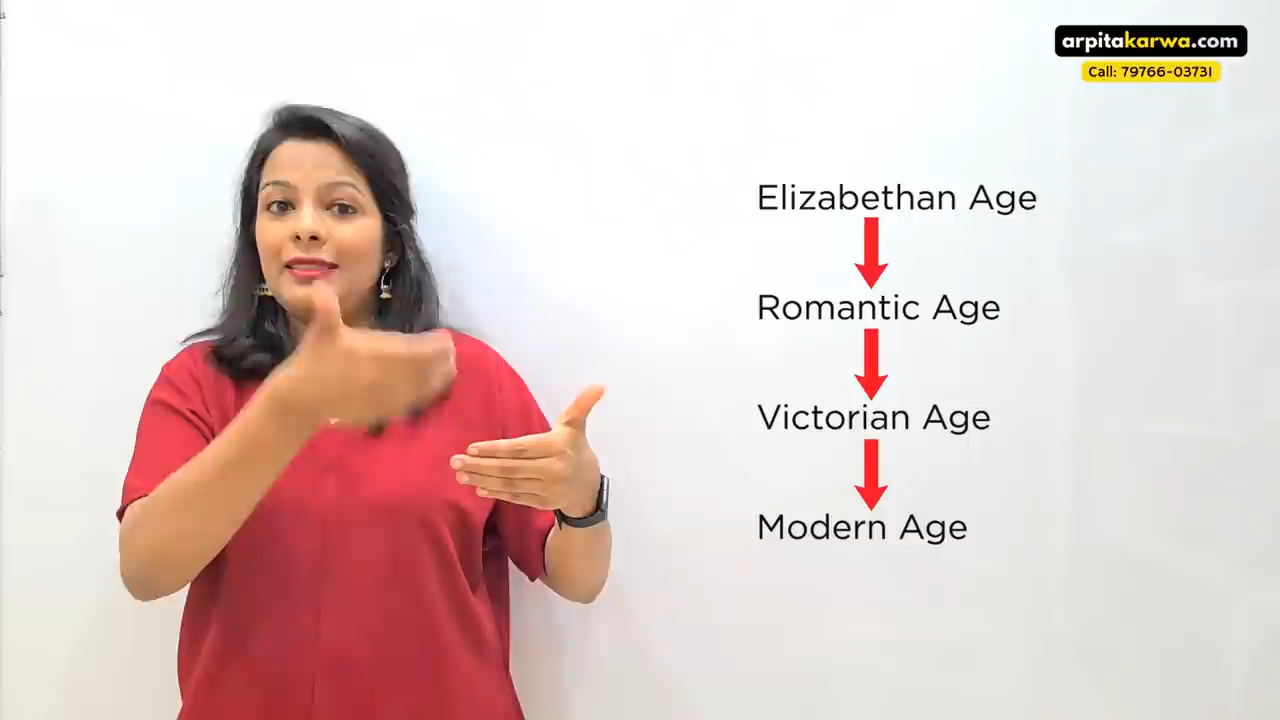 arpitakarwa.com
Call: 79766-03731
Elizabethan Age
Romantic Age
Victorian Age
Modern Age